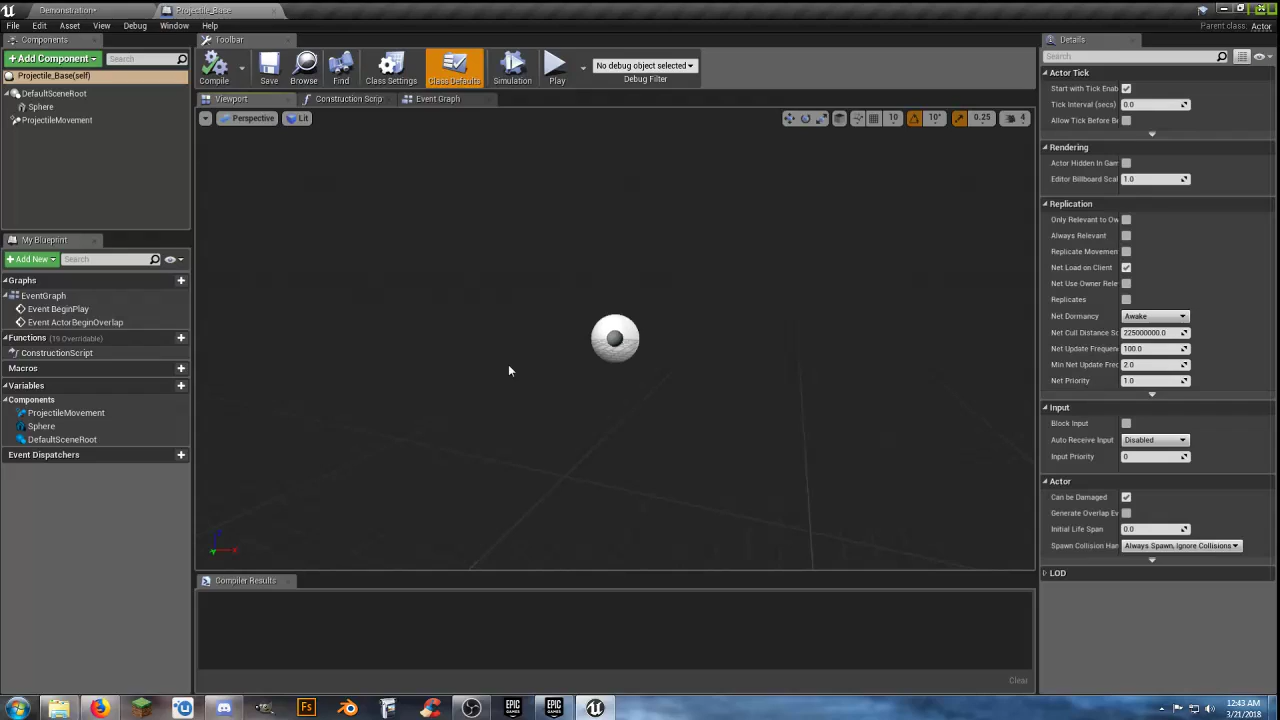 Demonstration*
Projectile_Base
File Edit Asset View Debug Window Help
Parent class: Actor
Components
Toolbar
Details
+Add Component
Search
Projectile_Base(self)
DefaultSceneRoot
Sphere
ProjectileMovement
Compile
Save
Browse
Find
Class Settings
Class Defaults
Simulation
Play
No debug object selected
Debug Filter
Search
Viewport
Construction Scrip
Event Graph
Perspective
Lit
10
10°
0.25
4
Actor Tick
Start with Tick Enab
Tick Interval (secs) 0.0
Allow Tick Before Be
Rendering
Actor Hidden In Gam
Editor Billboard Scal 1.0
Replication
Only Relevant to Ow
Always Relevant
Replicate Movemen
Net Load on Client
Net Use Owner Rele
Replicates
Net Dormancy Awake
Net Cull Distance Sc 225000000.0
Net Update Frequen 100.0
Min Net Update Frec 2.0
Net Priority 1.0
Input
Block Input
Auto Receive Input Disabled
Input Priority 0
Actor
Can be Damaged
Generate Overlap Ev
Initial Life Span 0.0
Spawn Collision Han Always Spawn, Ignore Collisions
LOD
My Blueprint
+Add New
Search
Graphs
EventGraph
Event BeginPlay
Event ActorBeginOverlap
Functions (19 Overridable)
ConstructionScript
Macros
Variables
Components
ProjectileMovement
Sphere
DefaultSceneRoot
Event Dispatchers
Compiler Results
Clear
Fs
EPIC GAMES
EPIC GAMES
12:43 AM
3/21/2018